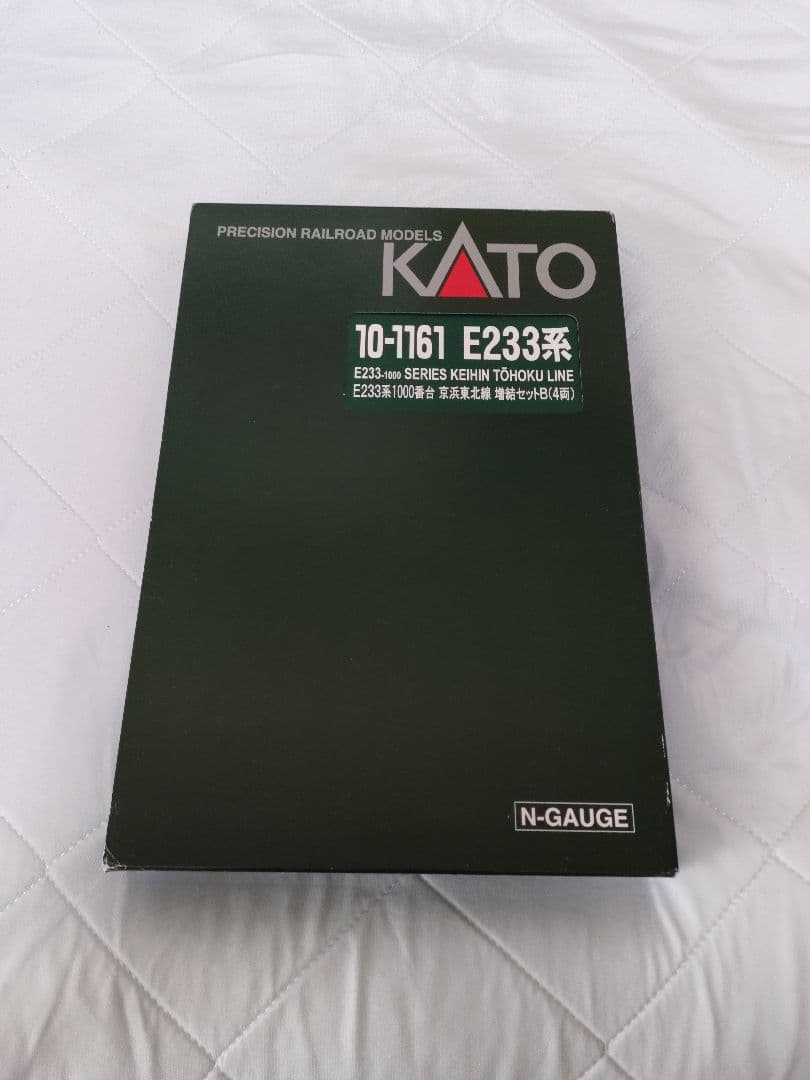 PRECISION RAILROAD MODELS
KATO
10-1161 E233系
E233-1000 SERIES KEIHIN TŌHOKU LINE
E233系1000番台 京浜東北線 増結セットB(4両)
N-GAUGE